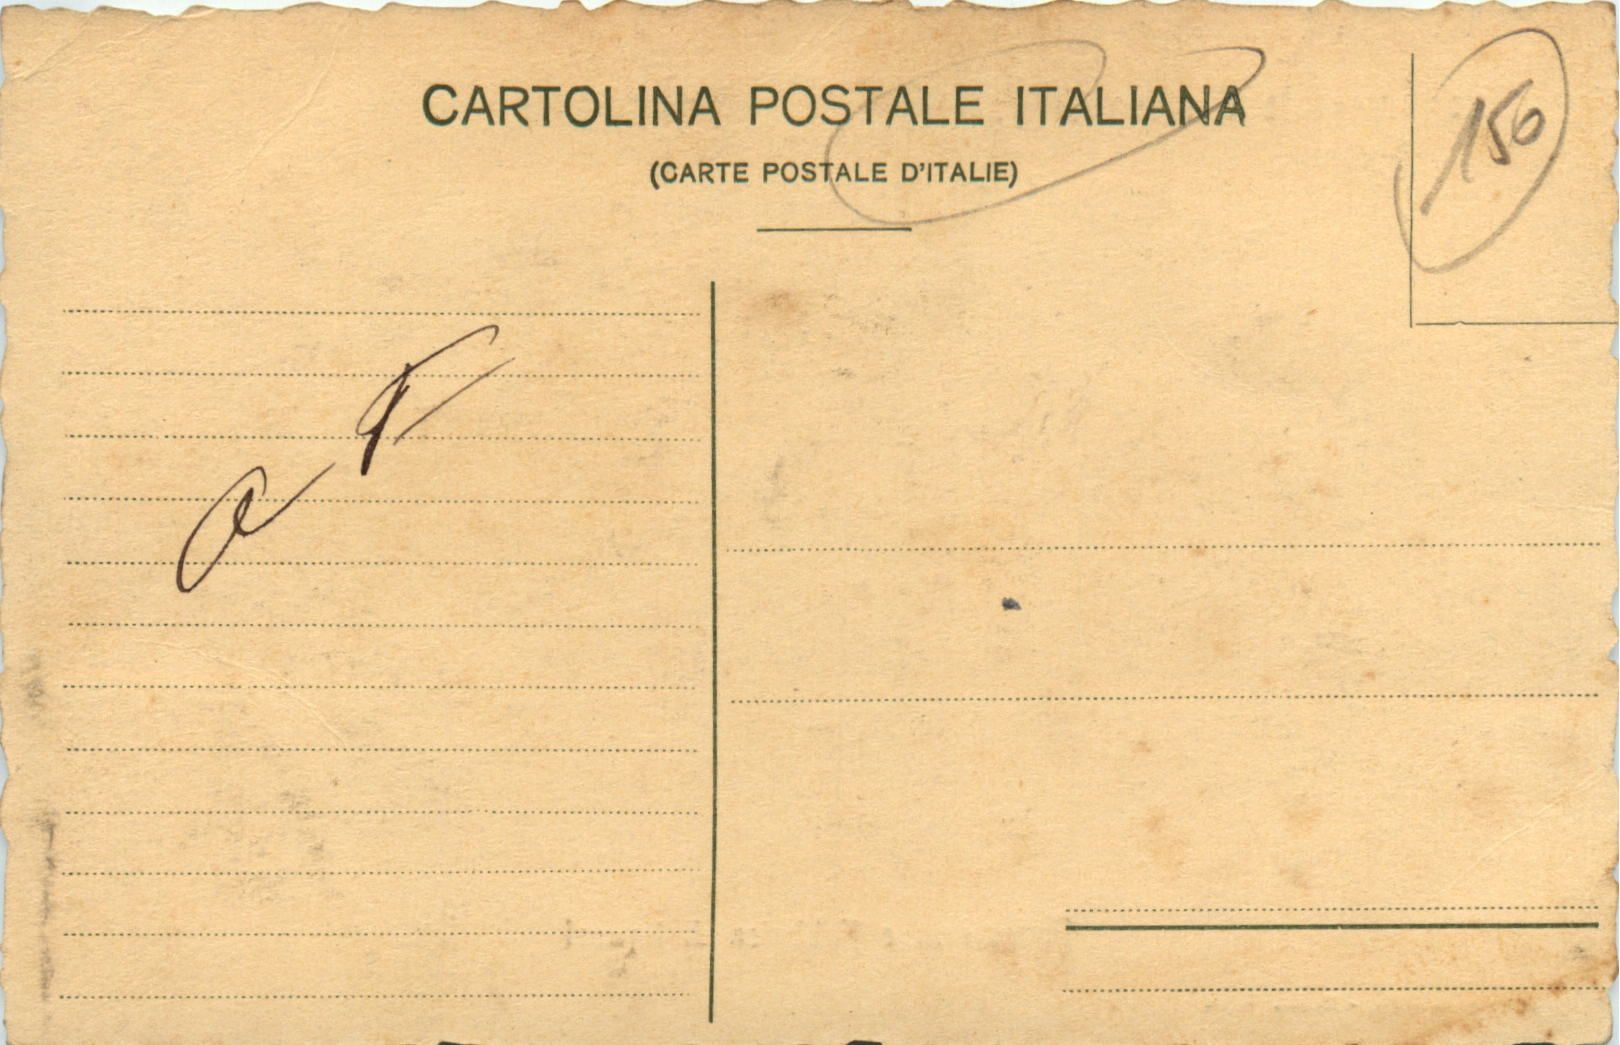 CARTOLINA POSTALE ITALIANA
(CARTE POSTALE D'ITALIE)
156